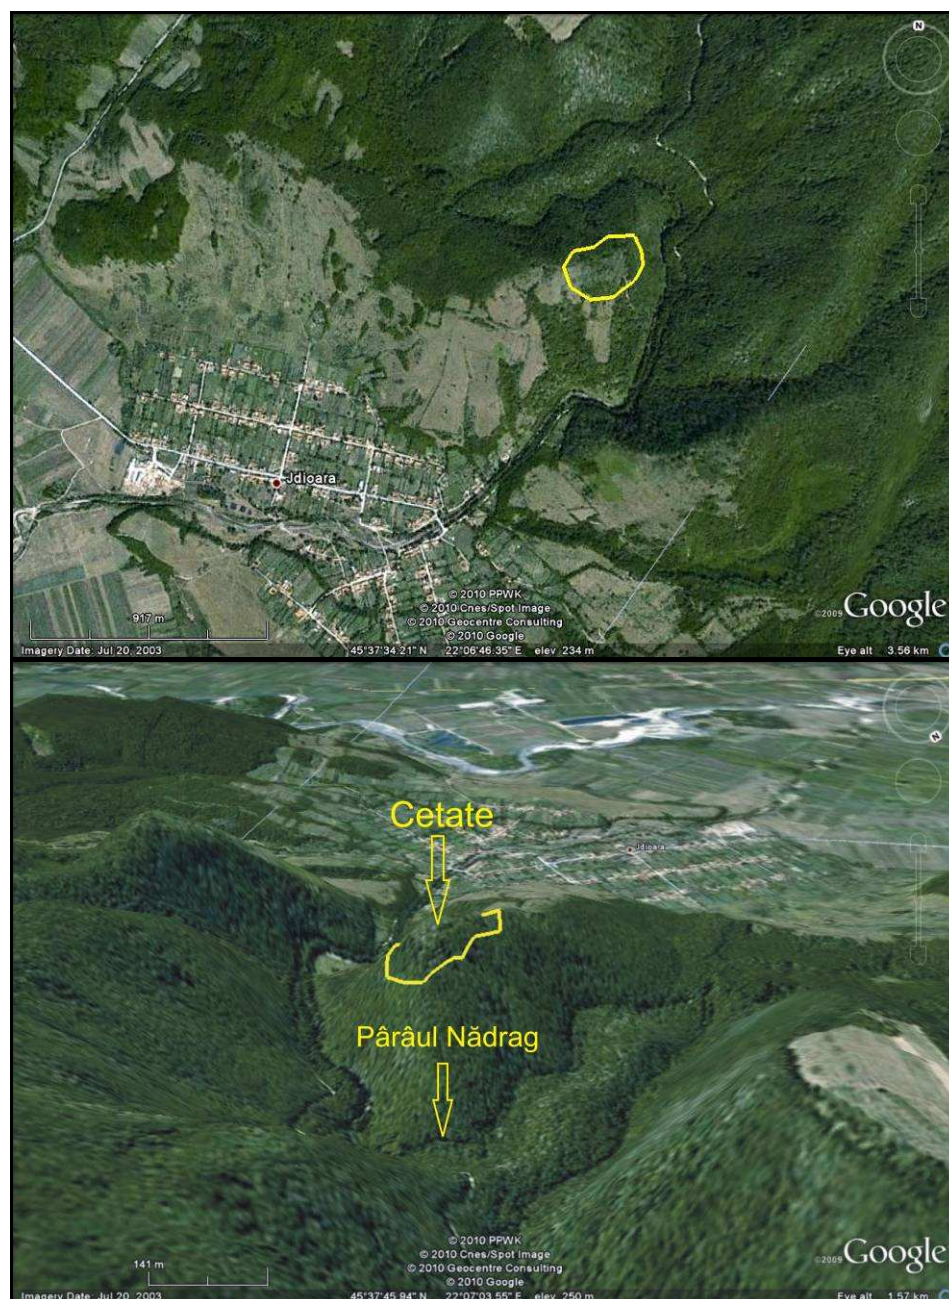 N
Jdioara
917 m
© 2010 PPWK
© 2010 Cnes/Spot Image
© 2010 Geocentre Consulting
© 2010 Google
©2009 Google
Imagery Date: Jul 20, 2003
45°37'34.21" N 22°06'46.35" E elev 234 m
Eye alt 3.56 km
N
Cetate
Jdioara
Pârâul Nădrag
141 m
© 2010 PPWK
© 2010 Cnes/Spot Image
© 2010 Geocentre Consulting
© 2010 Google
©2009 Google
Imagery Date: Jul 20, 2003
45°37'45.94" N 22°07'03.55" E elev 250 m
Eye alt 1.57 km